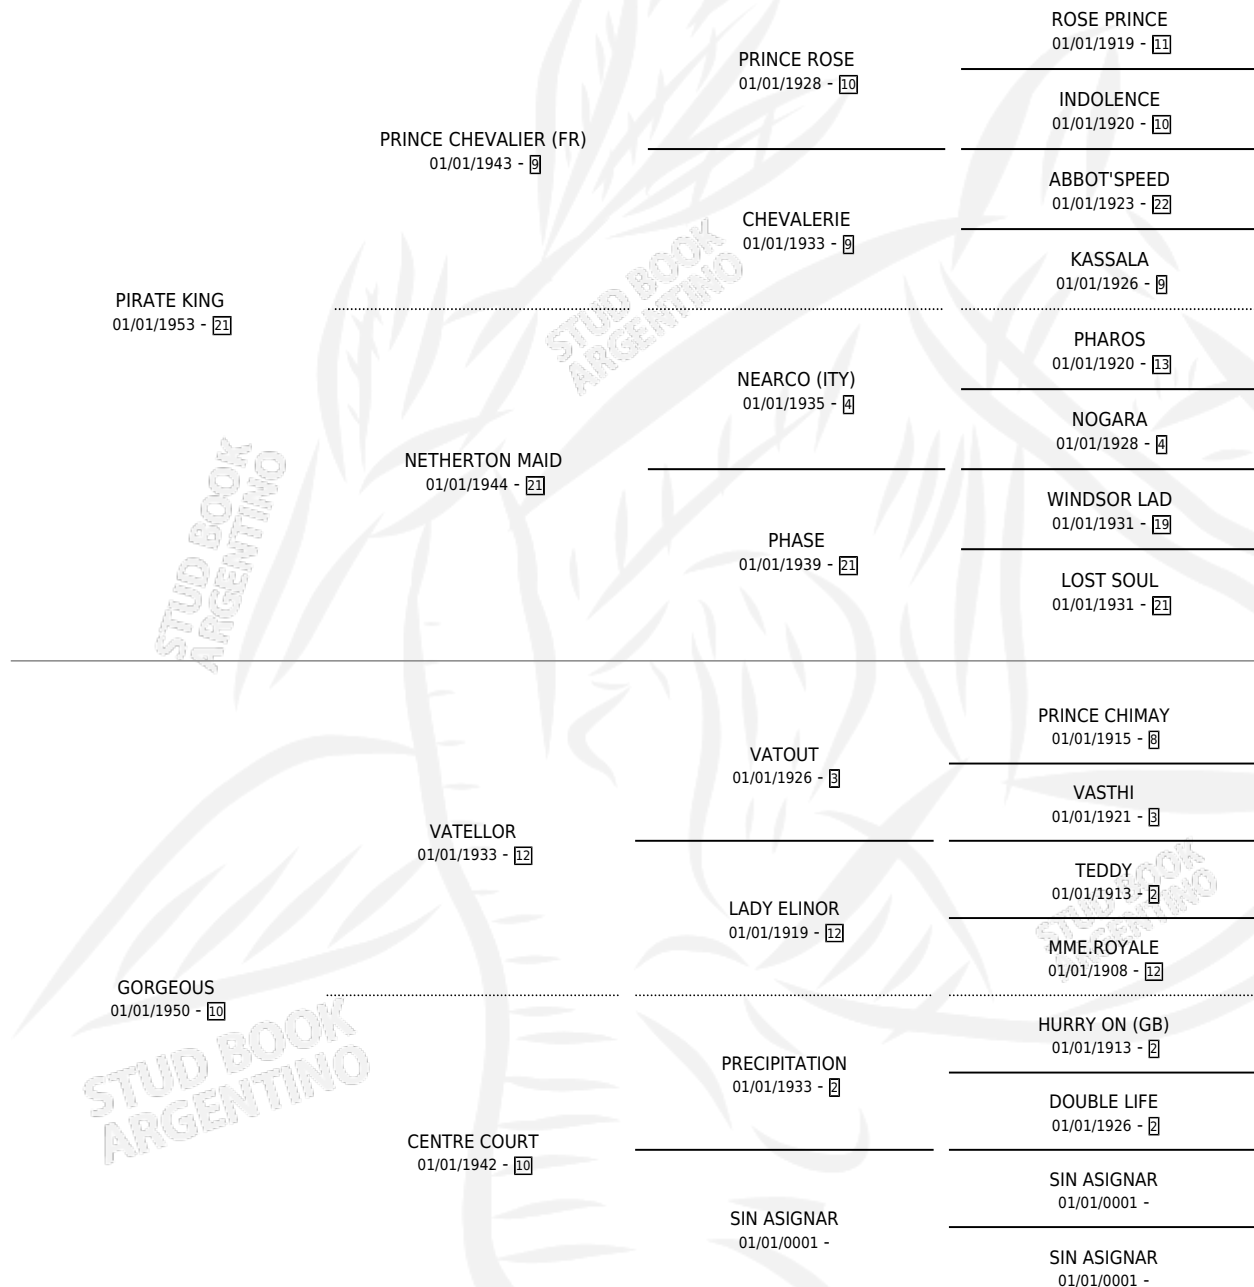 ROSE PRINCE
01/01/1919 - 11
PRINCE ROSE
01/01/1928 - 10
INDOLENCE
01/01/1920 - 10
PRINCE CHEVALIER (FR)
01/01/1943 - 9
ABBOT'SPEED
01/01/1923 - 22
CHEVALERIE
01/01/1933 - 9
KASSALA
01/01/1926 - 9
PIRATE KING
01/01/1953 - 21
STUD BOOK
ARGENTINO
PHAROS
01/01/1920 - 13
NEARCO (ITY)
01/01/1935 - 4
NOGARA
01/01/1928 - 4
NETHERTON MAID
01/01/1944 - 21
WINDSOR LAD
01/01/1931 - 19
PHASE
01/01/1939 - 21
LOST SOUL
01/01/1931 - 21
STUD BOOK
ARGENTINO
PRINCE CHIMAY
01/01/1915 - 8
VATOUT
01/01/1926 - 3
VASTHI
01/01/1921 - 3
VATELLOR
01/01/1933 - 12
TEDDY
01/01/1913 - 2
LADY ELINOR
01/01/1919 - 12
MME.ROYALE
01/01/1908 - 12
STUD BOOK
ARGENTINO
GORGEOUS
01/01/1950 - 10
STUD BOOK
ARGENTINO
HURRY ON (GB)
01/01/1913 - 2
PRECIPITATION
01/01/1933 - 2
DOUBLE LIFE
01/01/1926 - 2
CENTRE COURT
01/01/1942 - 10
SIN ASIGNAR
01/01/0001 -
SIN ASIGNAR
01/01/0001 -
SIN ASIGNAR
01/01/0001 -